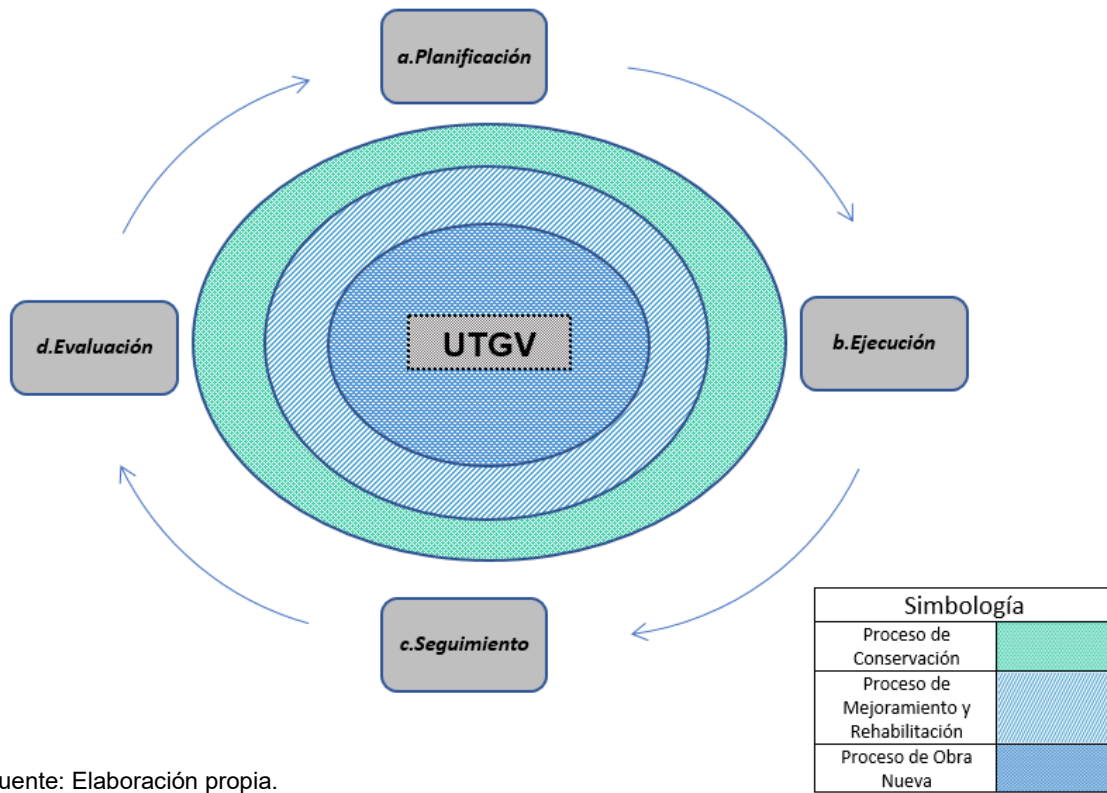 a.Planificación
UTGV
d.Evaluación
b.Ejecución
c.Seguimiento
Simbología
Proceso de
Conservación
Proceso de
Mejoramiento y
Rehabilitación
Proceso de Obra
Nueva
uente: Elaboración propia.